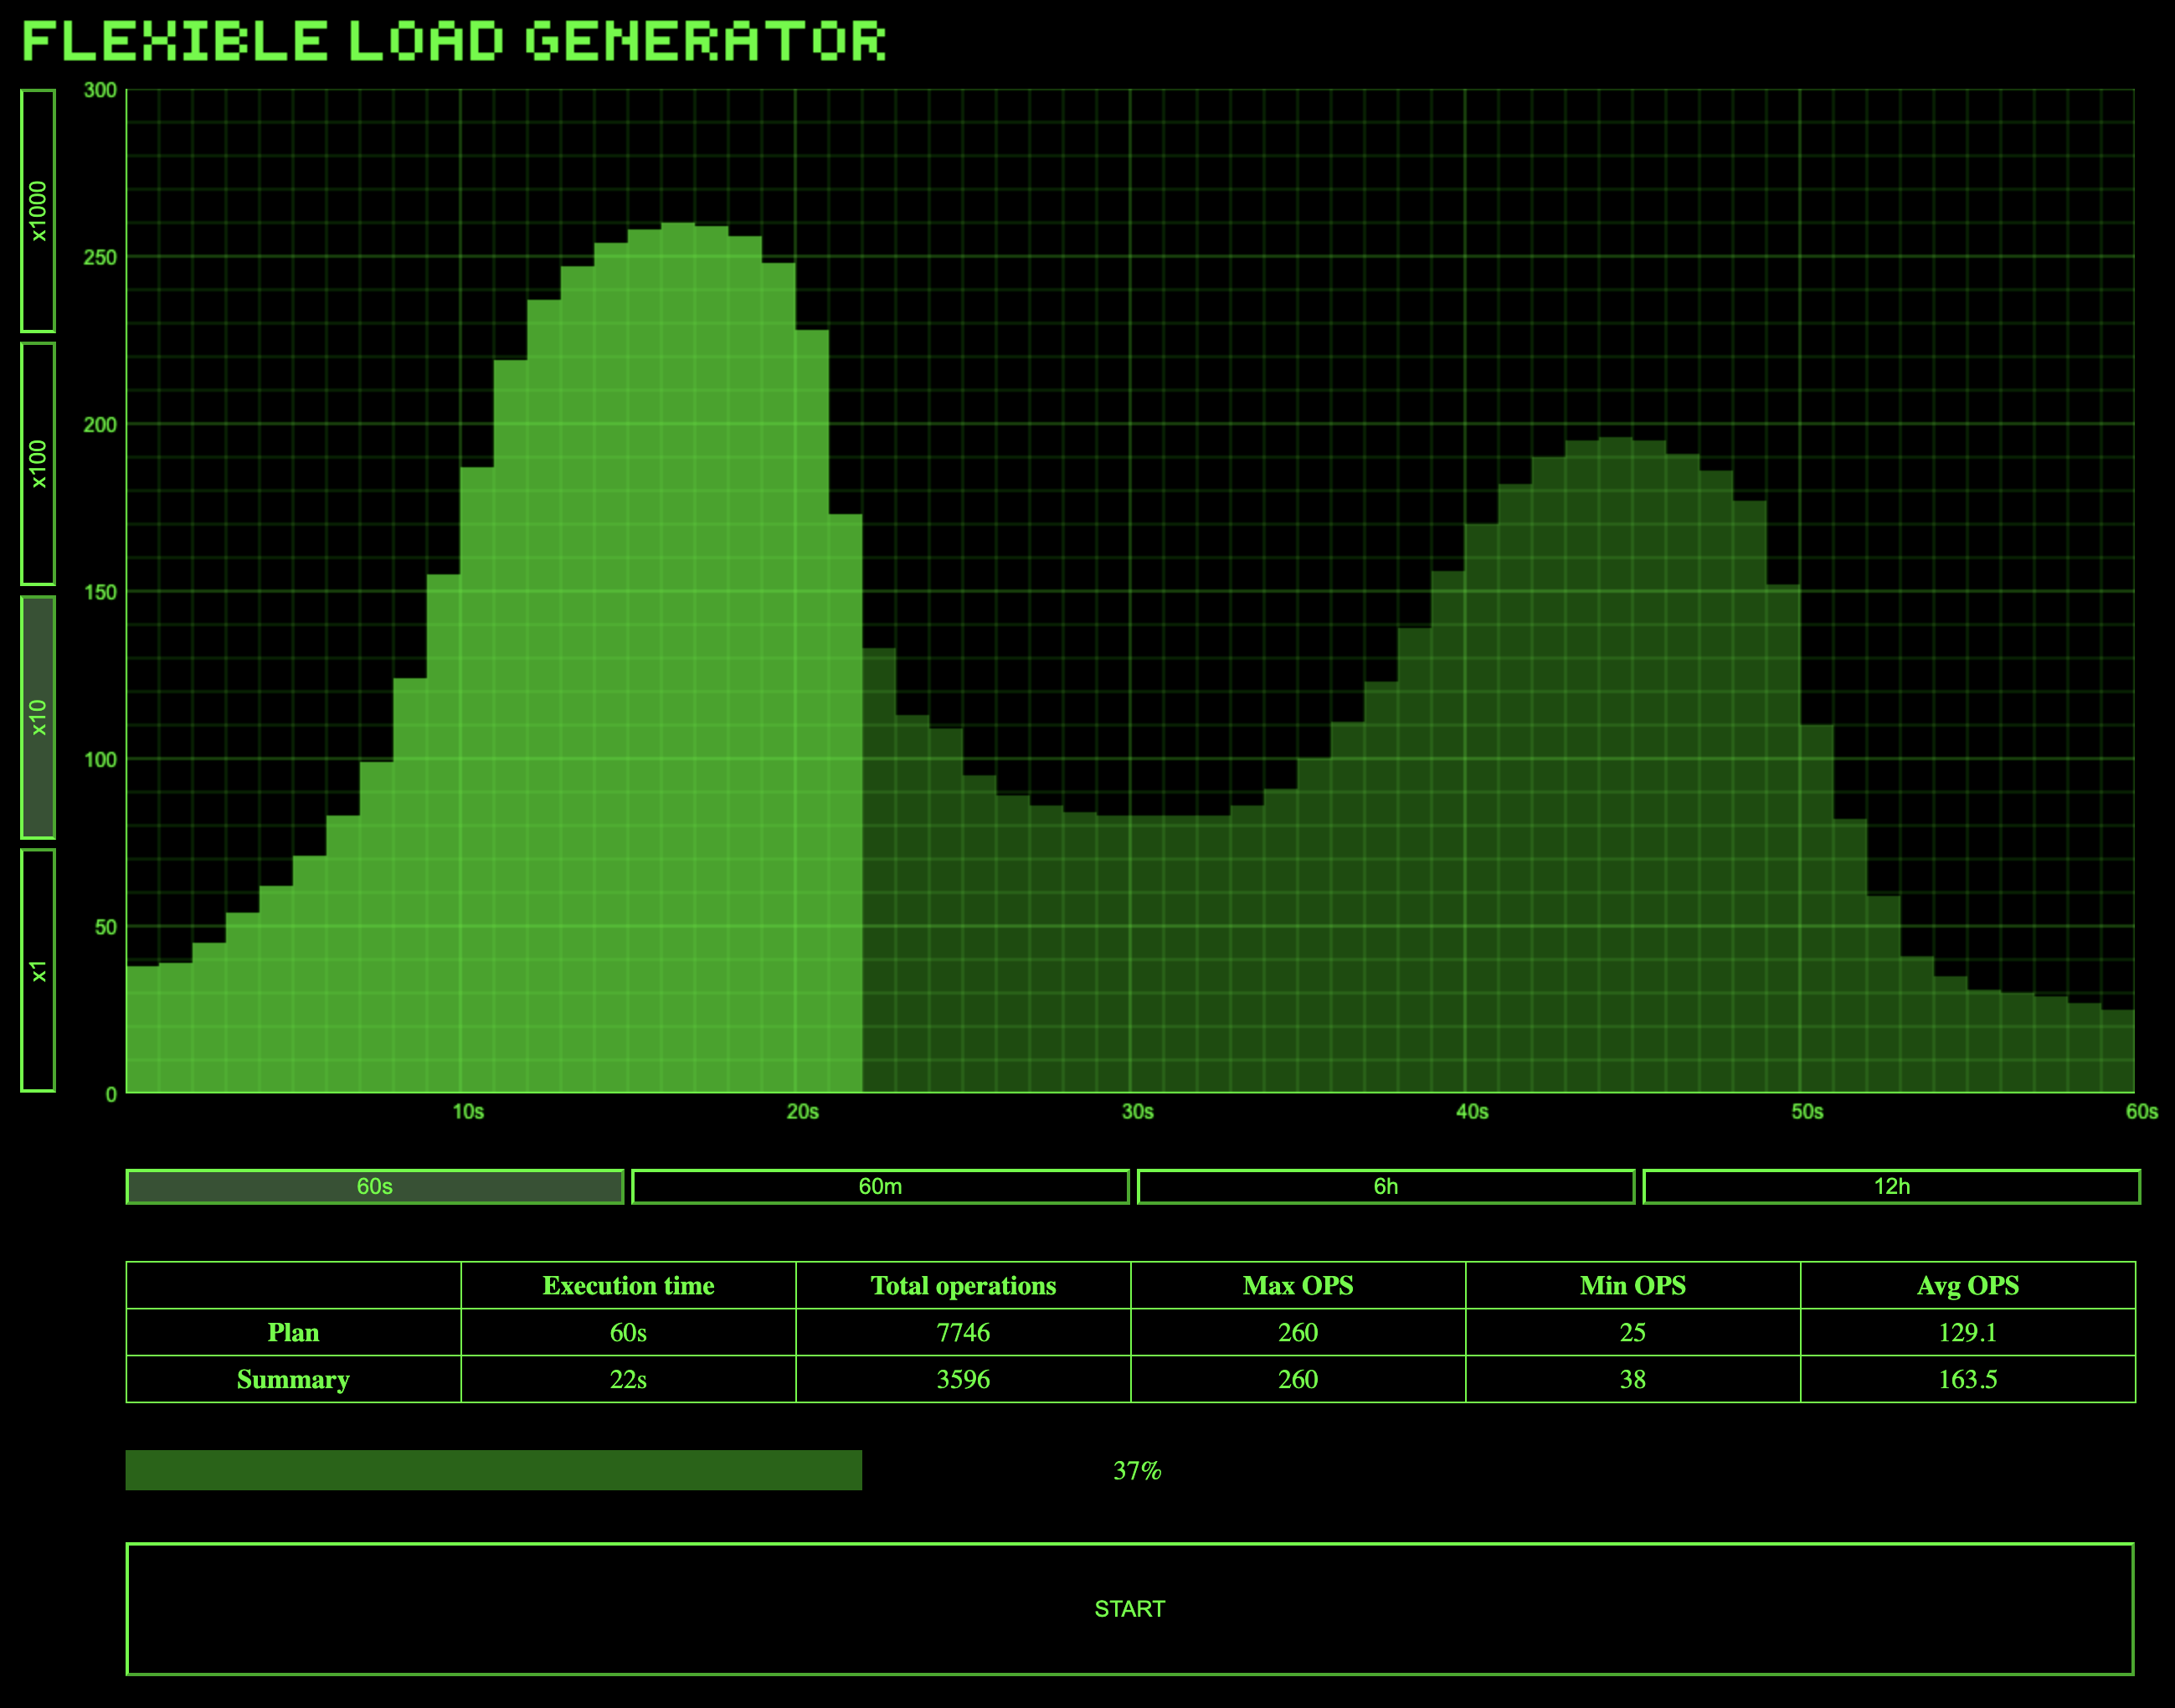 FLEXIBLE LOAD GENERATOR
x1000
x100
x10
x1
300
250
200
150
100
50
0
10s 20s 30s 40s 50s 60s
60s 60m 6h 12h
Execution time Total operations Max OPS Min OPS Avg OPS
Plan 60s 7746 260 25 129.1
Summary 22s 3596 260 38 163.5
37%
START